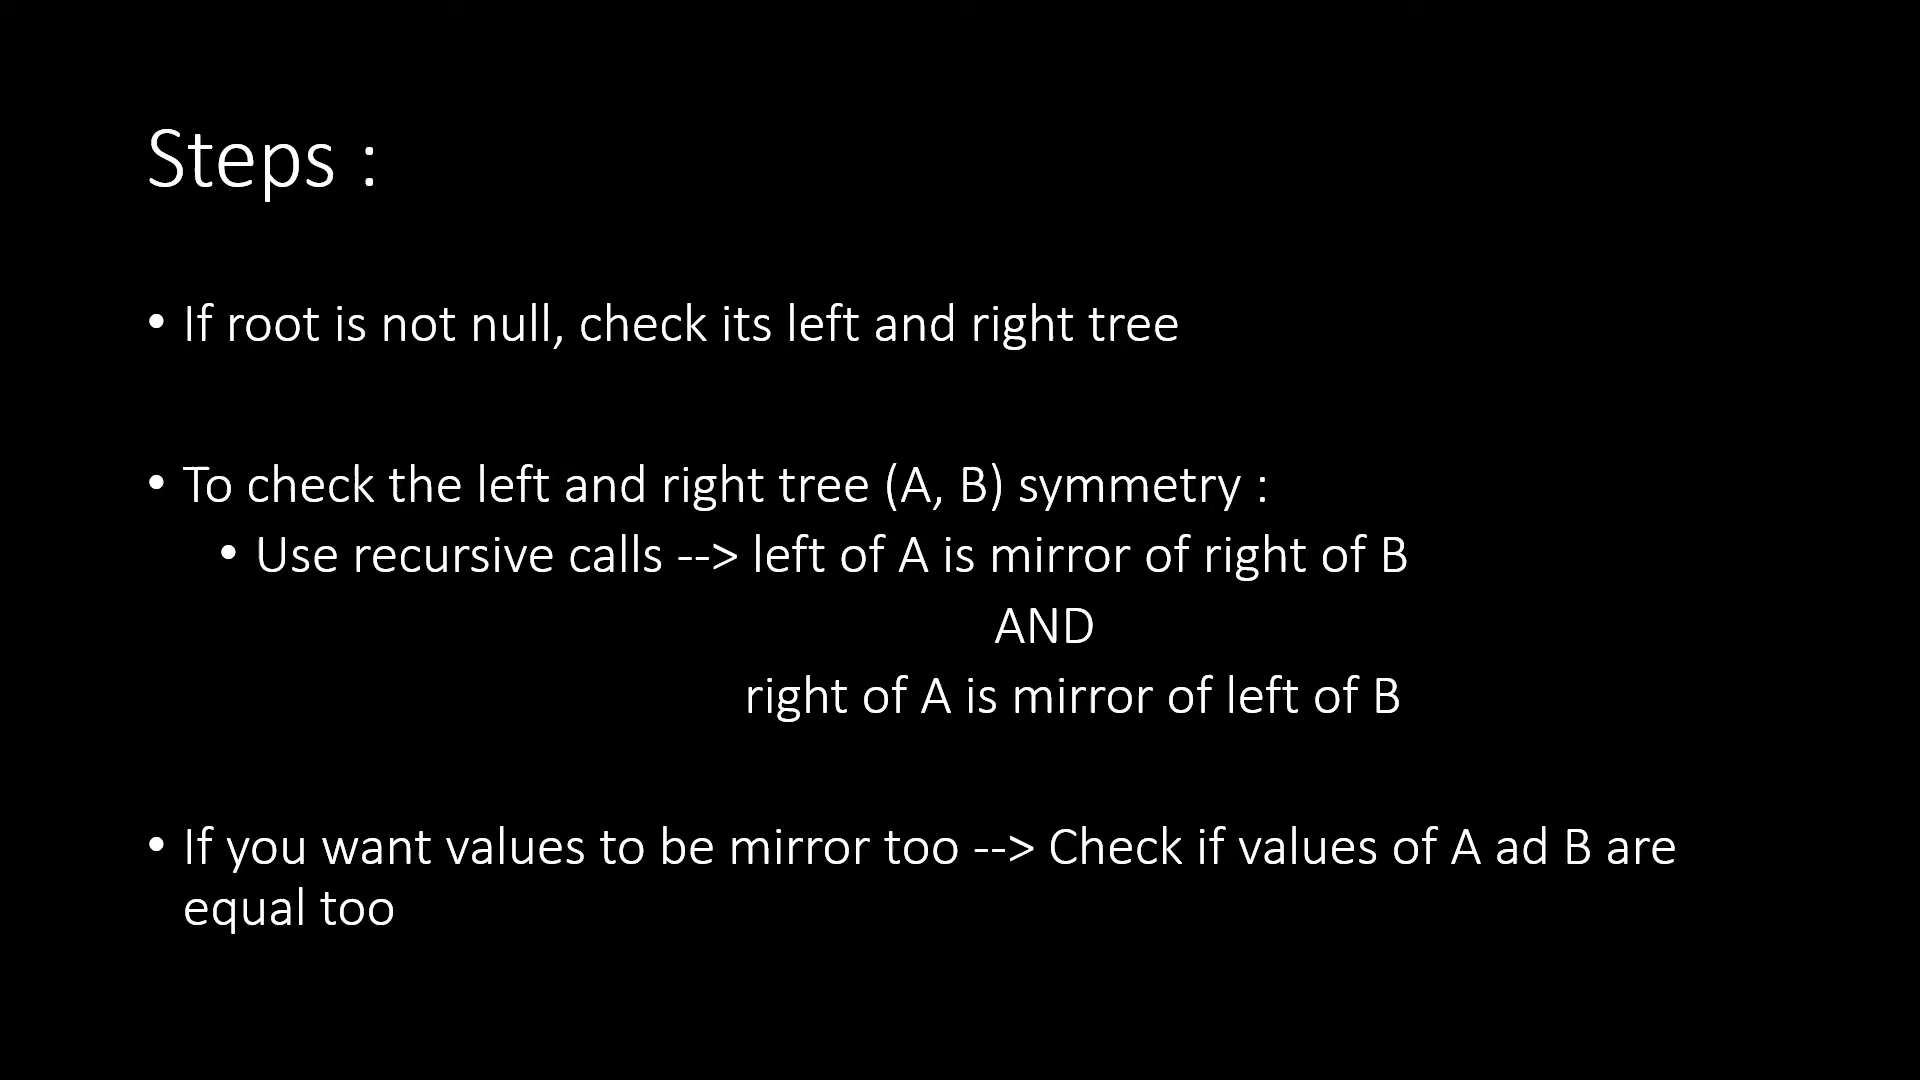 Steps :
• If root is not null, check its left and right tree
• To check the left and right tree (A, B) symmetry :
• Use recursive calls --> left of A is mirror of right of B
AND
right of A is mirror of left of B
• If you want values to be mirror too --> Check if values of A ad B are
equal too